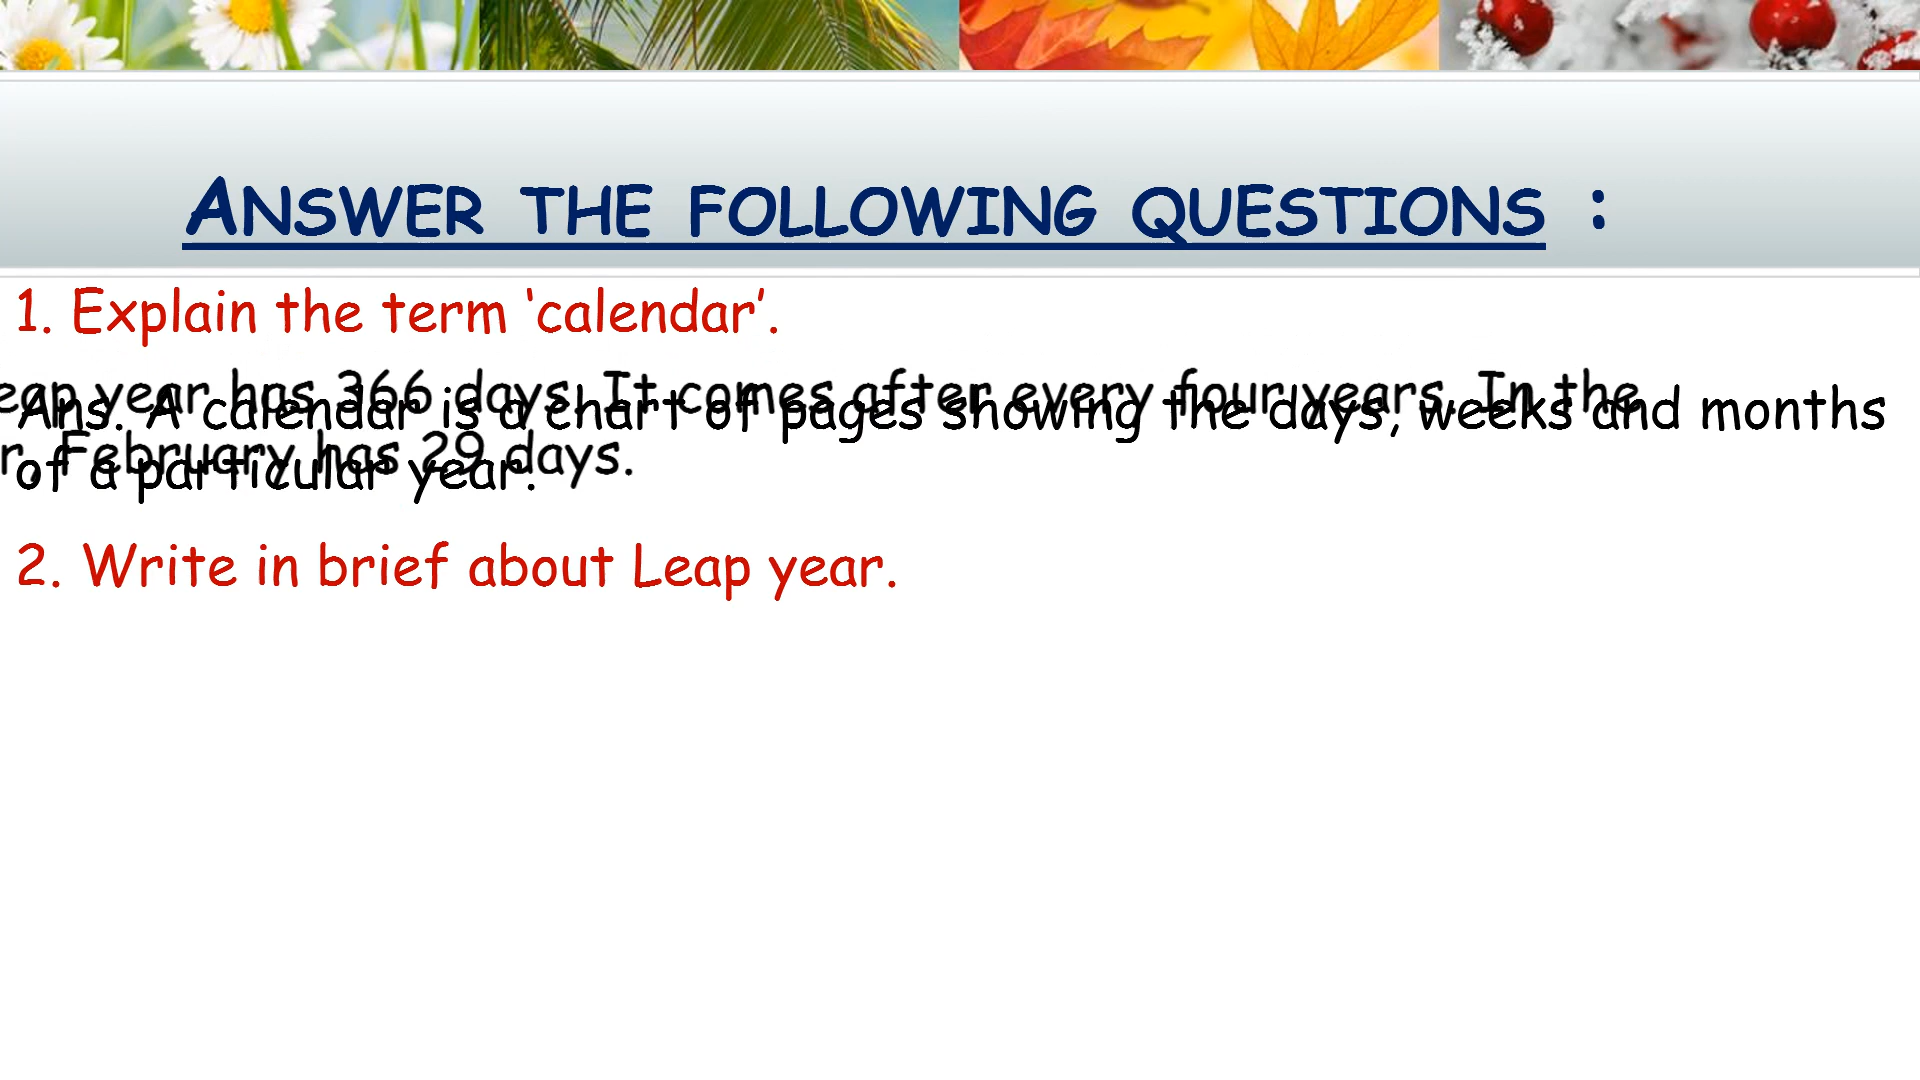 ANSWER THE FOLLOWING QUESTIONS :
1. Explain the term ‘calendar’.
eap year has 366 days. It comes after every four years. In the
Ans. A calendar is a chart of pages showing the days, weeks and months
r, February has 29 days.
of a particular year.
2. Write in brief about Leap year.